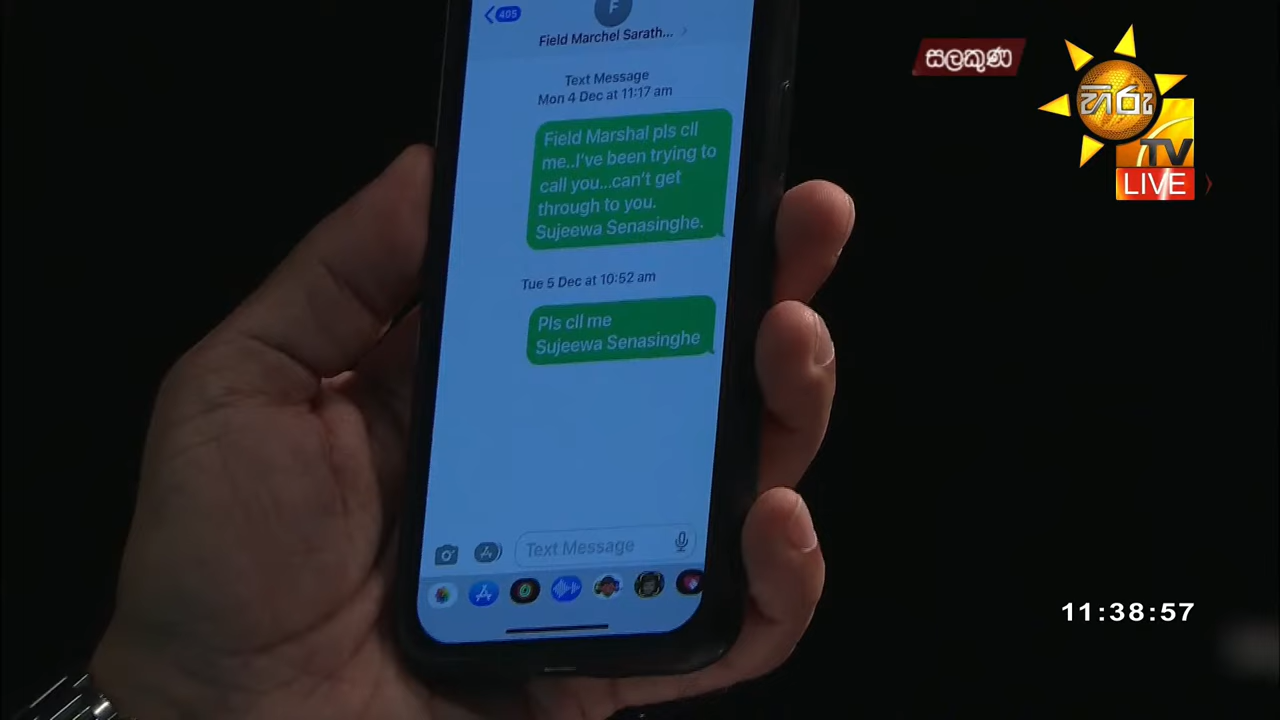 405
F
Field Marchel Sarath...
Text Message
Mon 4 Dec at 11:17 am
Field Marshal pls cll
me..I've been trying to
call you...can't get
through to you.
Sujeewa Senasinghe.
Tue 5 Dec at 10:52 am
Pls cll me
Sujeewa Senasinghe
Text Message
සලකුණ
හිරු
TV
LIVE
11:38:57